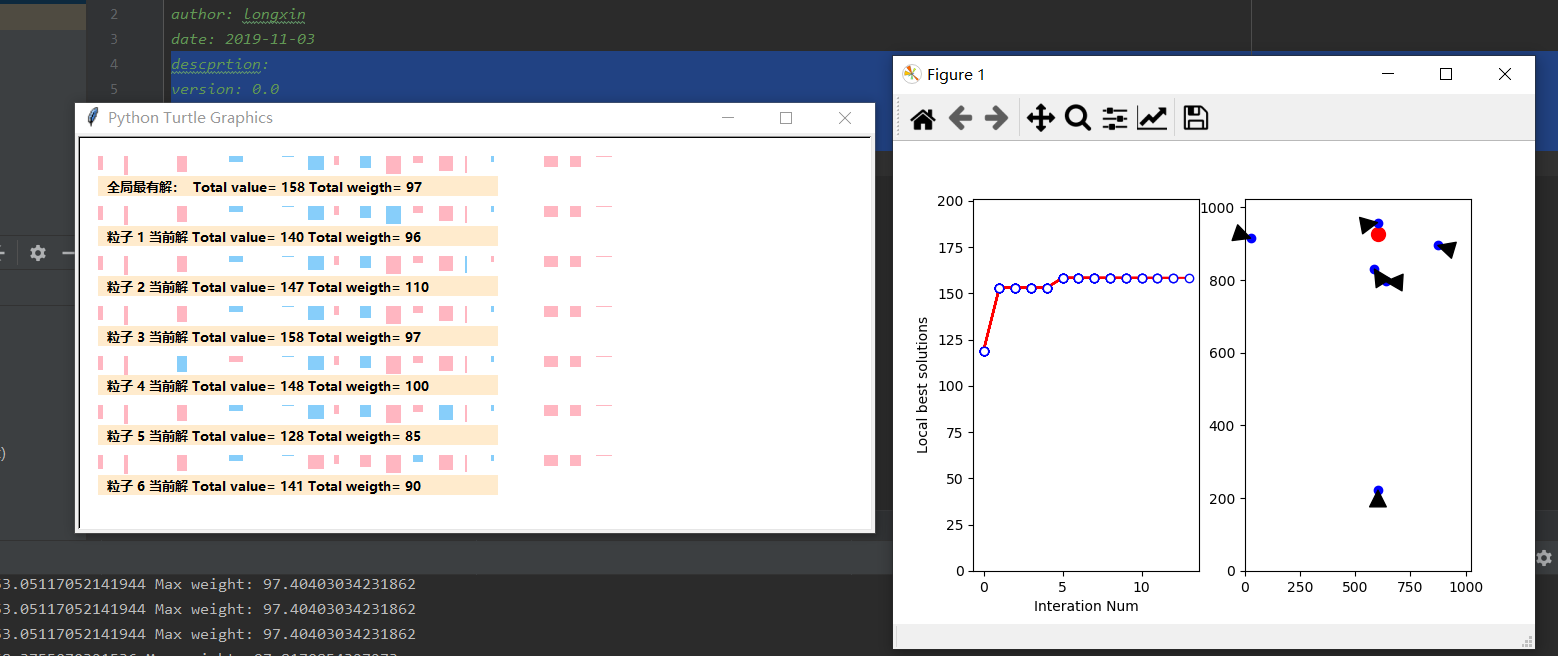 2 author: longxin
3 date: 2019-11-03
4 descprtion:
5 version: 0.0
Python Turtle Graphics
全局最有解: Total value= 158 Total weigth= 97
粒子 1 当前解 Total value= 140 Total weigth= 96
粒子 2 当前解 Total value= 147 Total weigth= 110
粒子 3 当前解 Total value= 158 Total weigth= 97
粒子 4 当前解 Total value= 148 Total weigth= 100
粒子 5 当前解 Total value= 128 Total weigth= 85
粒子 6 当前解 Total value= 141 Total weigth= 90
Figure 1
200
175
150
125
100
75
50
25
0
Local best solutions
0 5 10
Interation Num
1000
800
600
400
200
0
0 250 500 750 1000
)
53.05117052141944 Max weight: 97.40403034231862
53.05117052141944 Max weight: 97.40403034231862
53.05117052141944 Max weight: 97.40403034231862